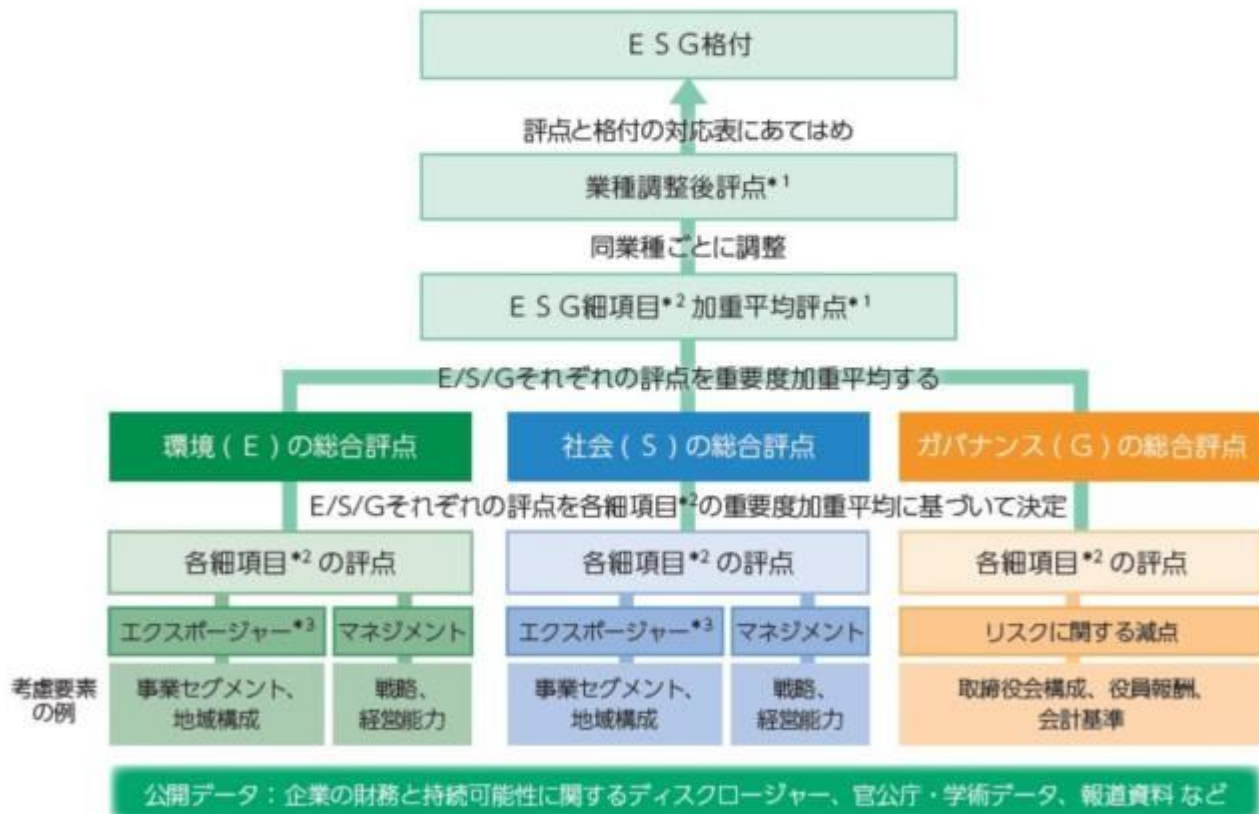 ESG格付
評点と格付の対応表にあてはめ
業種調整後評点*1
同業種ごとに調整
ESG細項目*2 加重平均評点*1
E/S/Gそれぞれの評点を重要度加重平均する
環境(E)の総合評点
社会(S)の総合評点
ガバナンス(G)の総合評点
E/S/Gそれぞれの評点を各細項目*2の重要度加重平均に基づいて決定
各細項目*2 の評点
各細項目*2 の評点
各細項目*2 の評点
エクスポージャー*3
マネジメント
エクスポージャー*3
マネジメント
リスクに関する減点
考慮要素
の例
事業セグメント、
地域構成
戦略、
経営能力
事業セグメント、
地域構成
戦略、
経営能力
取締役会構成、役員報酬、
会計基準
公開データ：企業の財務と持続可能性に関するディスクロージャー、官公庁・学術データ、報道資料 など